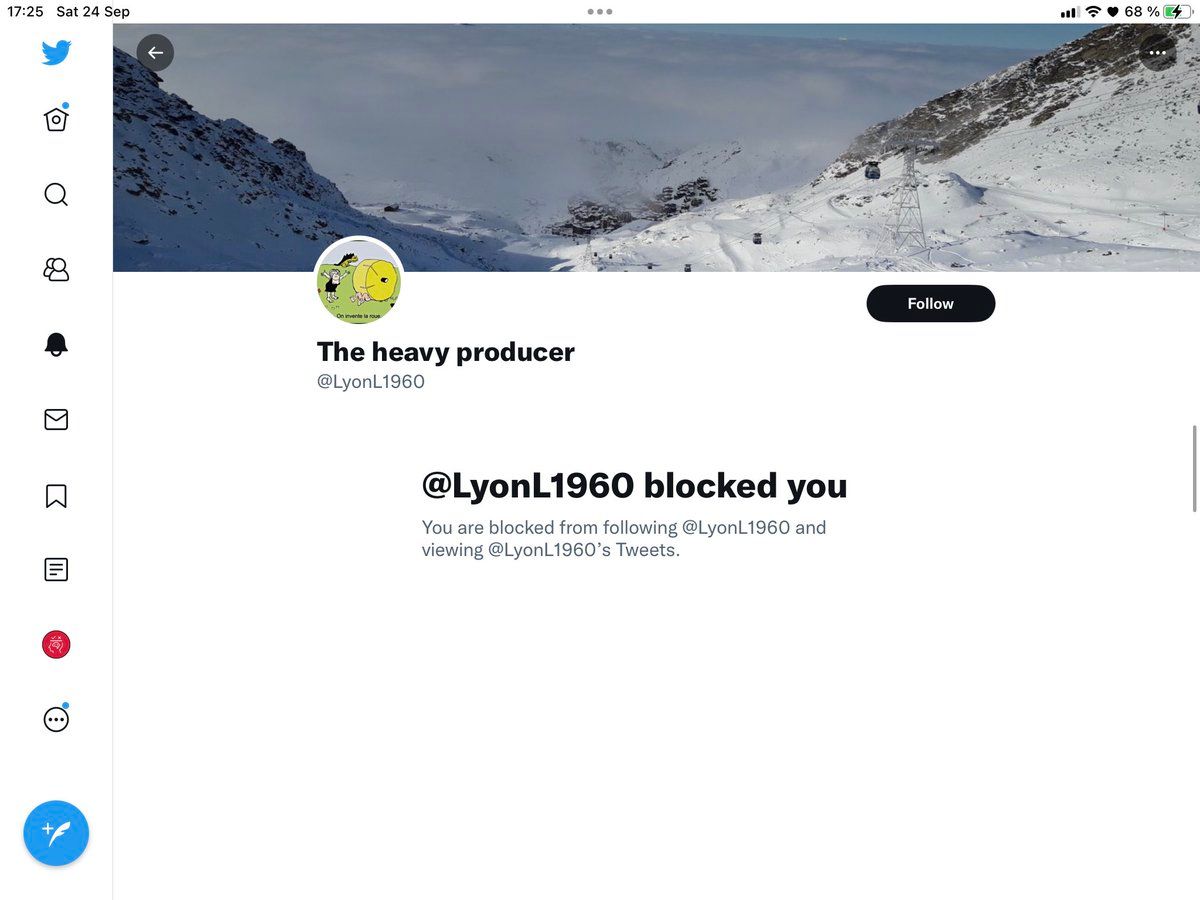 17:25 Sat 24 Sep
68 %
On invente la roue
Follow
The heavy producer
@LyonL1960
@LyonL1960 blocked you
You are blocked from following @LyonL1960 and
viewing @LyonL1960’s Tweets.